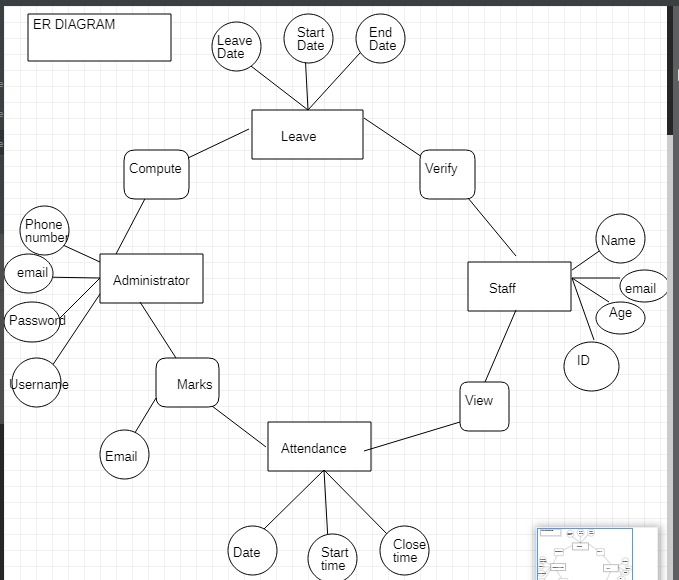 ER DIAGRAM
Leave
Date
Start
Date
End
Date
Leave
Compute
Verify
Phone
number
email
Password
Username
Administrator
Name
email
Age
ID
Staff
Marks
View
Email
Attendance
Date
Start
time
Close
time